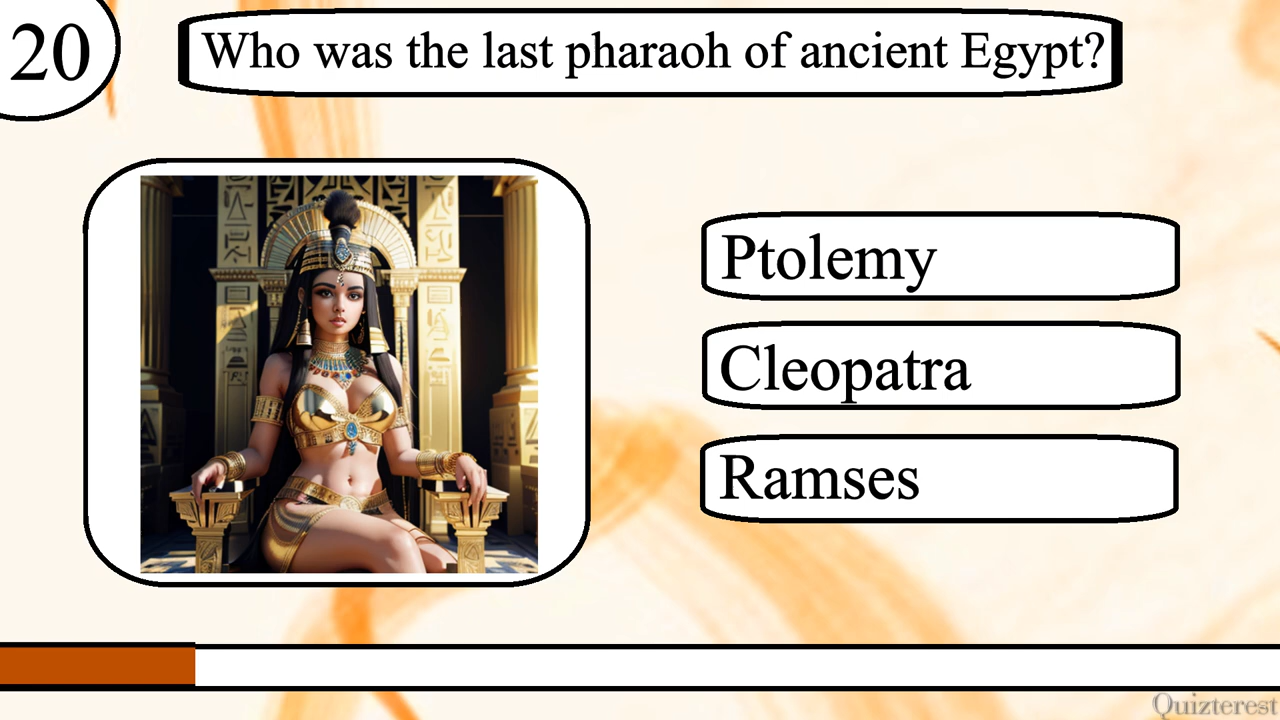 20
Who was the last pharaoh of ancient Egypt?
Ptolemy
Cleopatra
Ramses
Quizterest